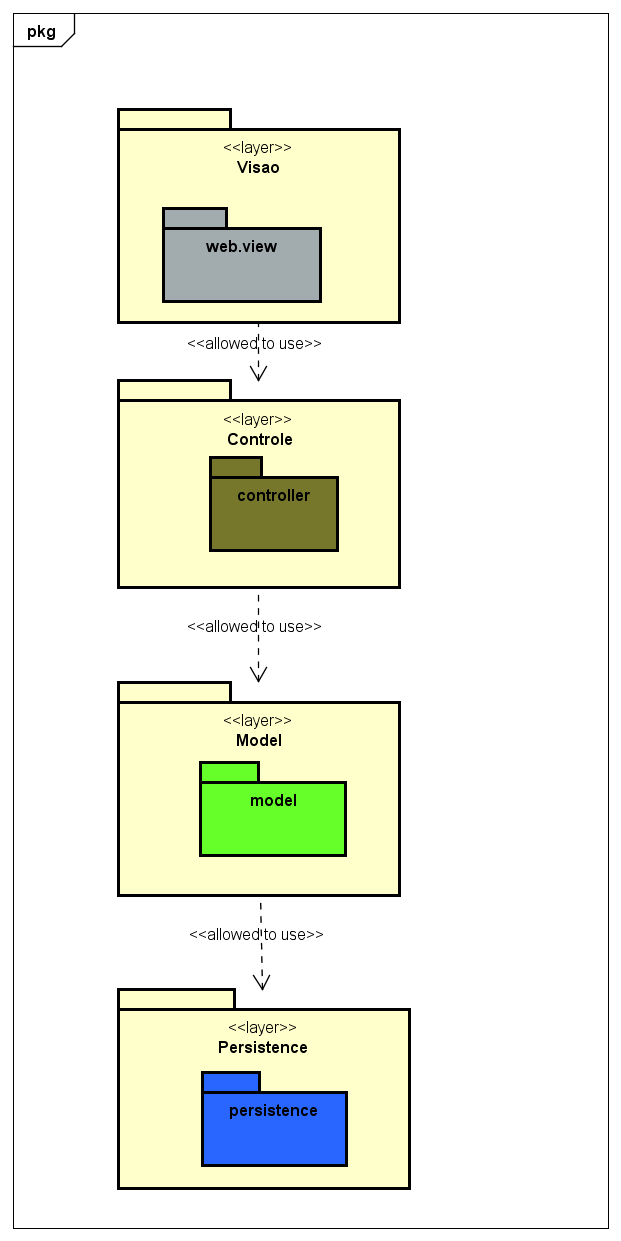 pkg
<<layer>>
Visao
web.view
<<allowed to use>>
<<layer>>
Controle
controller
<<allowed to use>>
<<layer>>
Model
model
<<allowed to use>>
<<layer>>
Persistence
persistence